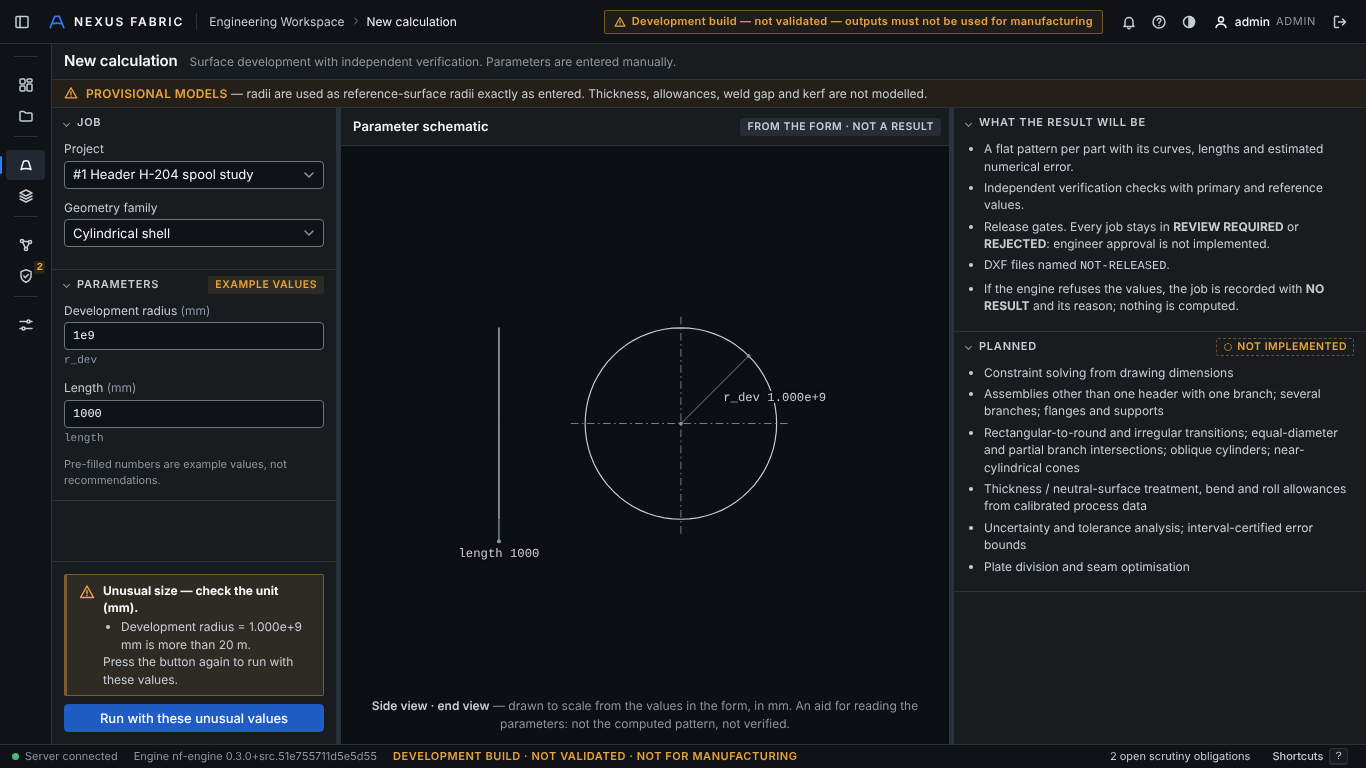 NEXUS FABRIC
Engineering Workspace
New calculation
Development build — not validated — outputs must not be used for manufacturing
admin ADMIN
New calculation
Surface development with independent verification. Parameters are entered manually.
PROVISIONAL MODELS — radii are used as reference-surface radii exactly as entered. Thickness, allowances, weld gap and kerf are not modelled.
2
JOB
Project
#1 Header H-204 spool study
Geometry family
Cylindrical shell
PARAMETERS
EXAMPLE VALUES
Development radius (mm)
1e9
r_dev
Length (mm)
1000
length
Pre-filled numbers are example values, not
recommendations.
Unusual size — check the unit
(mm).
• Development radius = 1.000e+9
mm is more than 20 m.
Press the button again to run with
these values.
Run with these unusual values
Parameter schematic
FROM THE FORM · NOT A RESULT
r_dev 1.000e+9
length 1000
Side view · end view — drawn to scale from the values in the form, in mm. An aid for reading the
parameters: not the computed pattern, not verified.
WHAT THE RESULT WILL BE
• A flat pattern per part with its curves, lengths and estimated
numerical error.
• Independent verification checks with primary and reference
values.
• Release gates. Every job stays in REVIEW REQUIRED or
REJECTED: engineer approval is not implemented.
• DXF files named NOT-RELEASED.
• If the engine refuses the values, the job is recorded with NO
RESULT and its reason; nothing is computed.
PLANNED
NOT IMPLEMENTED
• Constraint solving from drawing dimensions
• Assemblies other than one header with one branch; several
branches; flanges and supports
• Rectangular-to-round and irregular transitions; equal-diameter
and partial branch intersections; oblique cylinders; near-
cylindrical cones
• Thickness / neutral-surface treatment, bend and roll allowances
from calibrated process data
• Uncertainty and tolerance analysis; interval-certified error
bounds
• Plate division and seam optimisation
Server connected
Engine nf-engine 0.3.0+src.51e755711d5e5d55
DEVELOPMENT BUILD · NOT VALIDATED · NOT FOR MANUFACTURING
2 open scrutiny obligations
Shortcuts ?